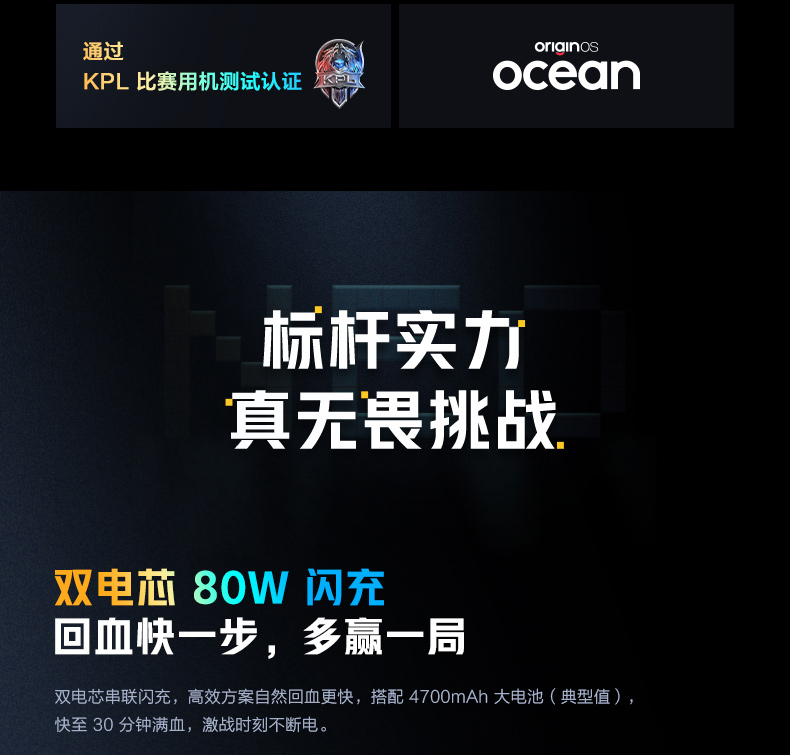 通过
KPL 比赛用机测试认证
KPL
originOS
ocean
标杆实力
真无畏挑战
双电芯 80W 闪充
回血快一步，多赢一局
双电芯串联闪充，高效方案自然回血更快，搭配 4700mAh 大电池（典型值），
快至 30 分钟满血，激战时刻不断电。